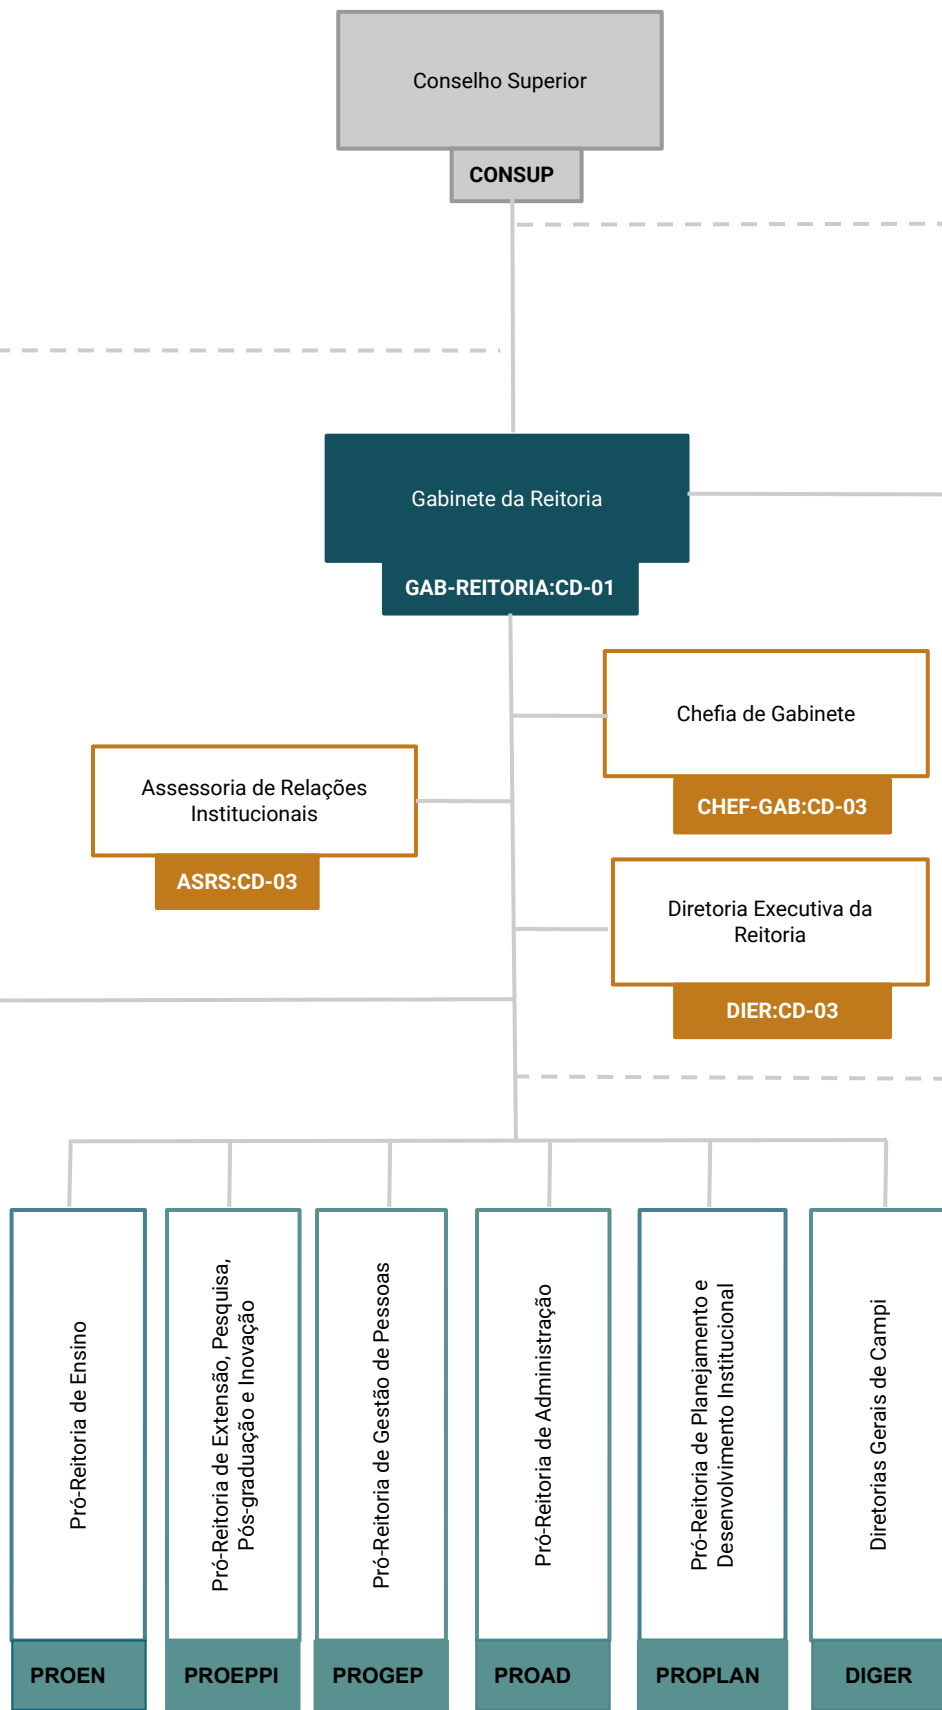 Conselho Superior
CONSUP
Gabinete da Reitoria
GAB-REITORIA:CD-01
Chefia de Gabinete
CHEF-GAB:CD-03
Assessoria de Relações
Institucionais
ASRS:CD-03
Diretoria Executiva da
Reitoria
DIER:CD-03
Pró-Reitoria de Ensino
PROEN
Pró-Reitoria de Extensão, Pesquisa,
Pós-graduação e Inovação
PROEPPI
Pró-Reitoria de Gestão de Pessoas
PROGEP
Pró-Reitoria de Administração
PROAD
Pró-Reitoria de Planejamento e
Desenvolvimento Institucional
PROPLAN
Diretorias Gerais de Campi
DIGER